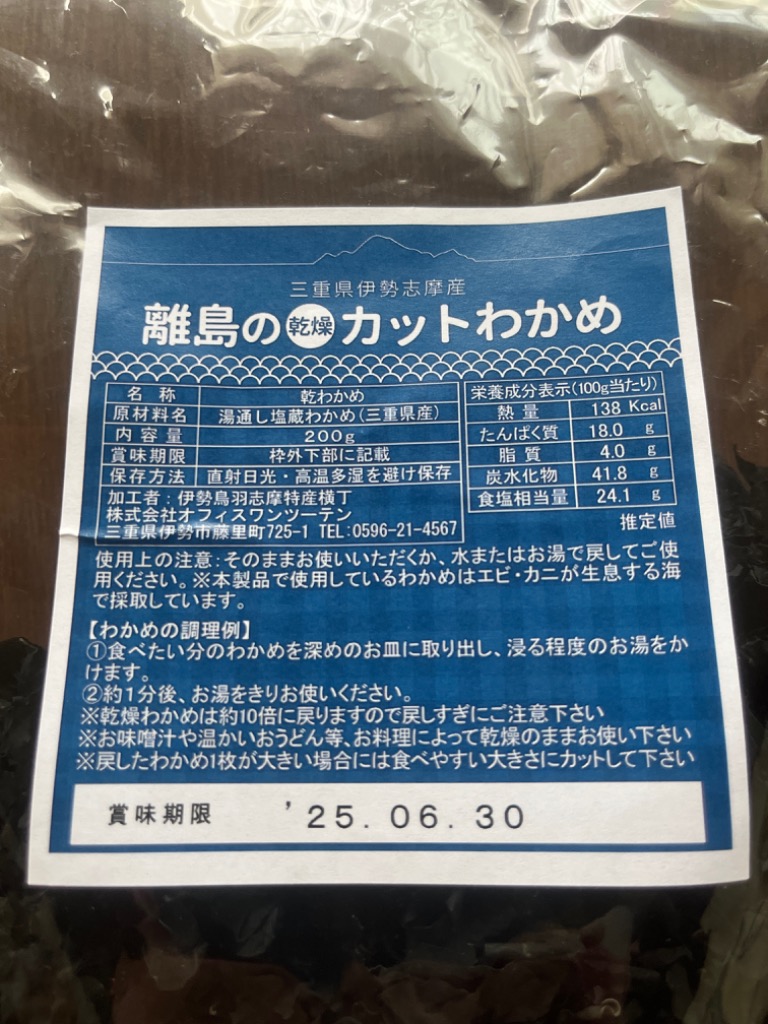 三重県伊勢志摩産
離島の乾燥カットわかめ
名称 乾わかめ
原材料名 湯通し塩蔵わかめ(三重県産)
内容量 200g
賞味期限 枠外下部に記載
保存方法 直射日光・高温多湿を避け保存
加工者:伊勢鳥羽志摩特産横丁
株式会社オフィスワンツーテン
三重県伊勢市藤里町725-1 TEL:0596-21-4567
栄養成分表示(100g当たり)
熱量 138 Kcal
たんぱく質 18.0 g
脂質 4.0 g
炭水化物 41.8 g
食塩相当量 24.1 g
推定値
使用上の注意:そのままお使いいただくか、水またはお湯で戻してご使
用ください。※本製品で使用しているわかめはエビ・カニが生息する海
で採取しています。
【わかめの調理例】
①食べたい分のわかめを深めのお皿に取り出し、浸る程度のお湯をか
けます。
②約1分後、お湯をきりお使いください。
※乾燥わかめは約10倍に戻りますので戻しすぎにご注意下さい
※お味噌汁や温かいおうどん等、お料理によって乾燥のままお使い下さい
※戻したわかめ1枚が大きい場合には食べやすい大きさにカットして下さい
賞味期限 '25.06.30